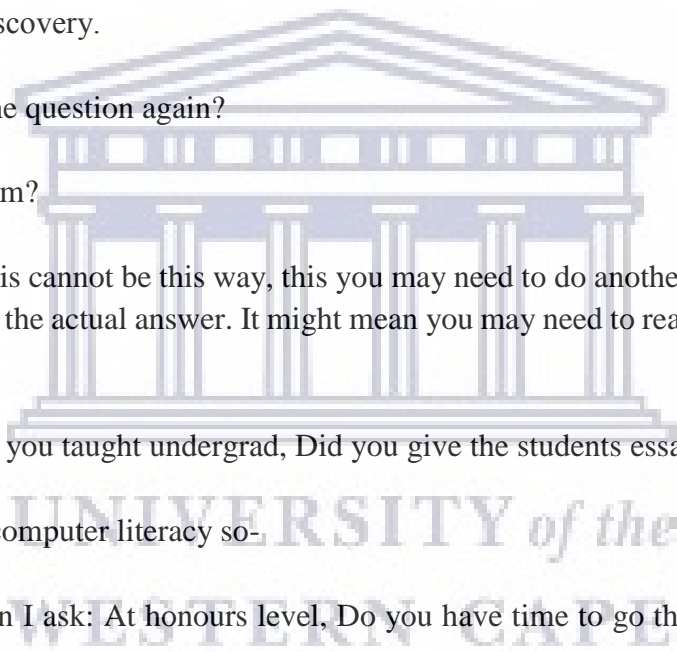 scovery.
ne question again?
m?
is cannot be this way, this you may need to do anothe
the actual answer. It might mean you may need to rea
you taught undergrad, Did you give the students essa
UNIVERSITY of the
computer literacy so-
n I ask: At honours level, Do you have time to go th
WESTERN CAPE